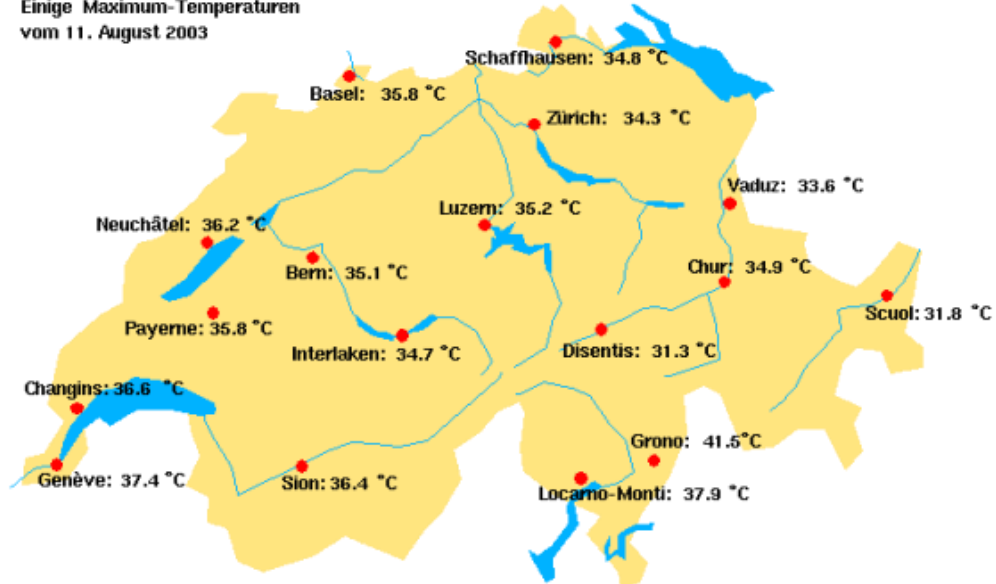 Einige Maximum-Temperaturen
vom 11. August 2003
Schaffhausen: 34.8 °C
Basel: 35.8 °C
Zürich: 34.3 °C
Vaduz: 33.6 °C
Luzern: 35.2 °C
Neuchâtel: 36.2 °C
Bern: 35.1 °C
Chur: 34.9 °C
Scuol: 31.8 °C
Payerne: 35.8 °C
Interlaken: 34.7 °C
Disentis: 31.3 °C
Changins: 36.6 °C
Grono: 41.5°C
Genève: 37.4 °C
Sion: 36.4 °C
Locarno-Monti: 37.9 °C